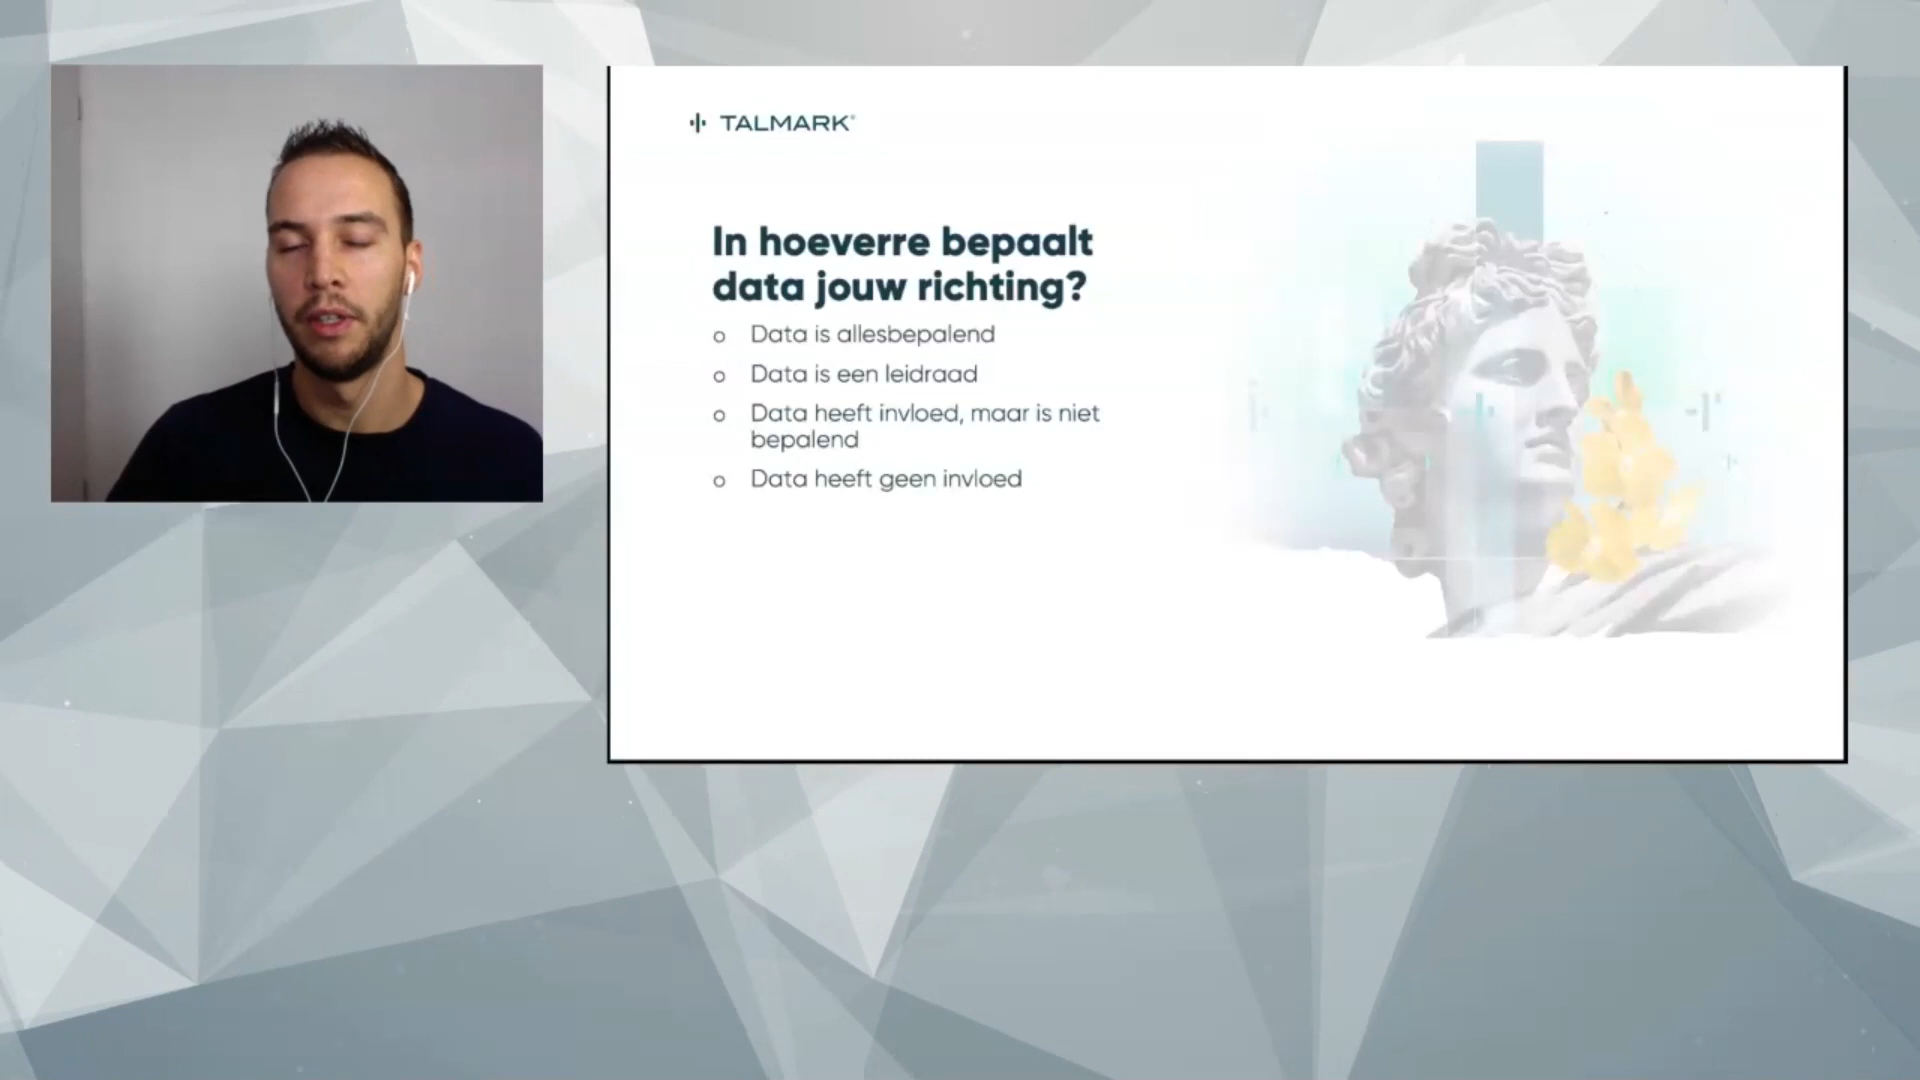 TALMARK®
In hoeverre bepaalt
data jouw richting?
o Data is allesbepalend
o Data is een leidraad
o Data heeft invloed, maar is niet
bepalend
o Data heeft geen invloed